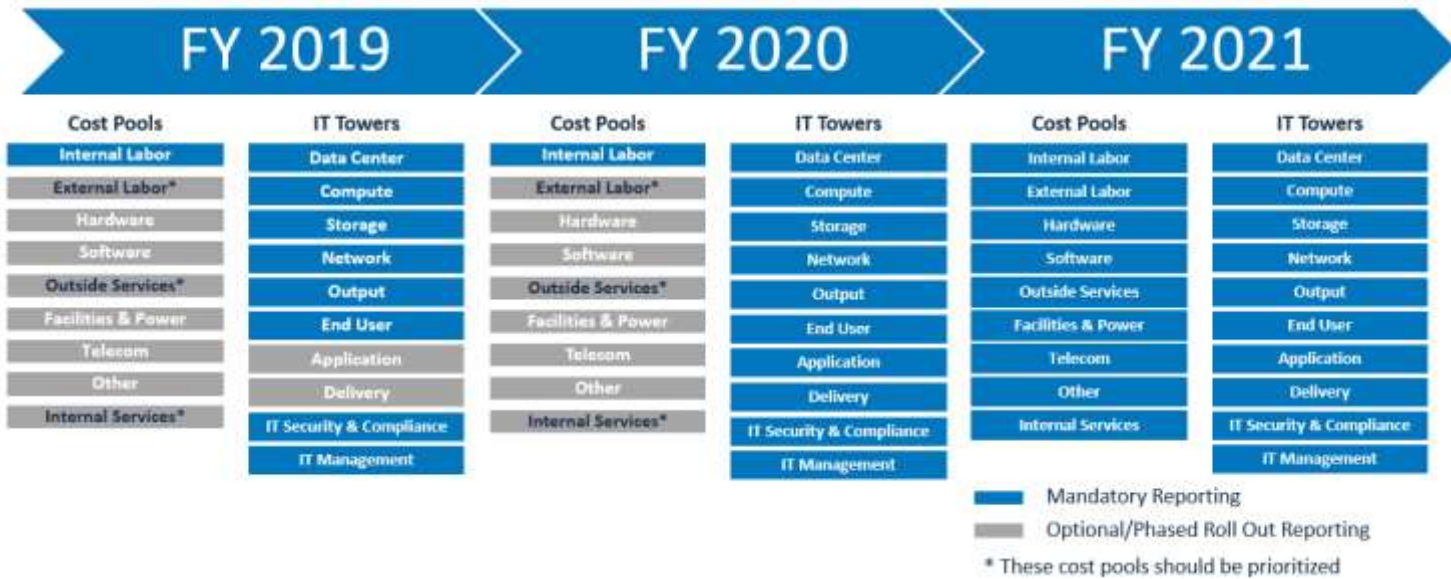 FY 2019
FY 2020
FY 2021
Cost Pools
Internal Labor
External Labor*
Hardware
Software
Outside Services*
Facilities & Power
Telecom
Other
Internal Services*
IT Towers
Data Center
Compute
Storage
Network
Output
End User
Application
Delivery
IT Security & Compliance
IT Management
Cost Pools
Internal Labor
External Labor*
Hardware
Software
Outside Services*
Facilities & Power
Telecom
Other
Internal Services*
IT Towers
Data Center
Compute
Storage
Network
Output
End User
Application
Delivery
IT Security & Compliance
IT Management
Cost Pools
Internal Labor
External Labor
Hardware
Software
Outside Services
Facilities & Power
Telecom
Other
Internal Services
IT Towers
Data Center
Compute
Storage
Network
Output
End User
Application
Delivery
IT Security & Compliance
IT Management
Mandatory Reporting
Optional/Phased Roll Out Reporting
* These cost pools should be prioritized